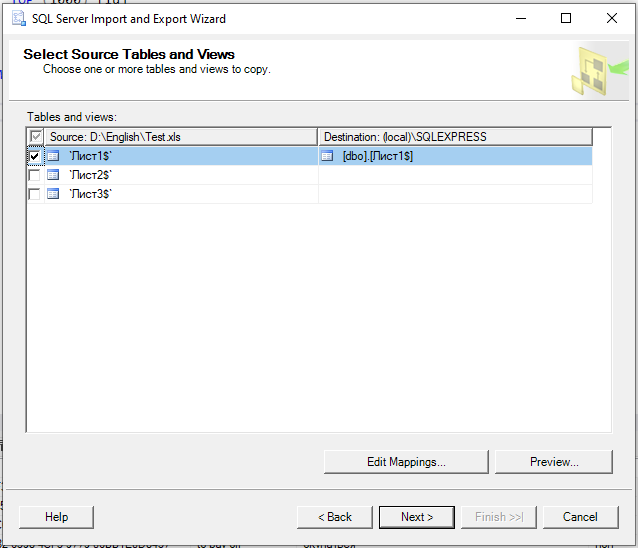 SQL Server Import and Export Wizard
Select Source Tables and Views
Choose one or more tables and views to copy.
Tables and views:
Source: D:\English\Test.xls Destination: (local)\SQLEXPRESS
`Лист1$` [dbo].[Лист1$]
`Лист2$`
`Лист3$`
Edit Mappings... Preview...
Help < Back Next > Finish >>| Cancel